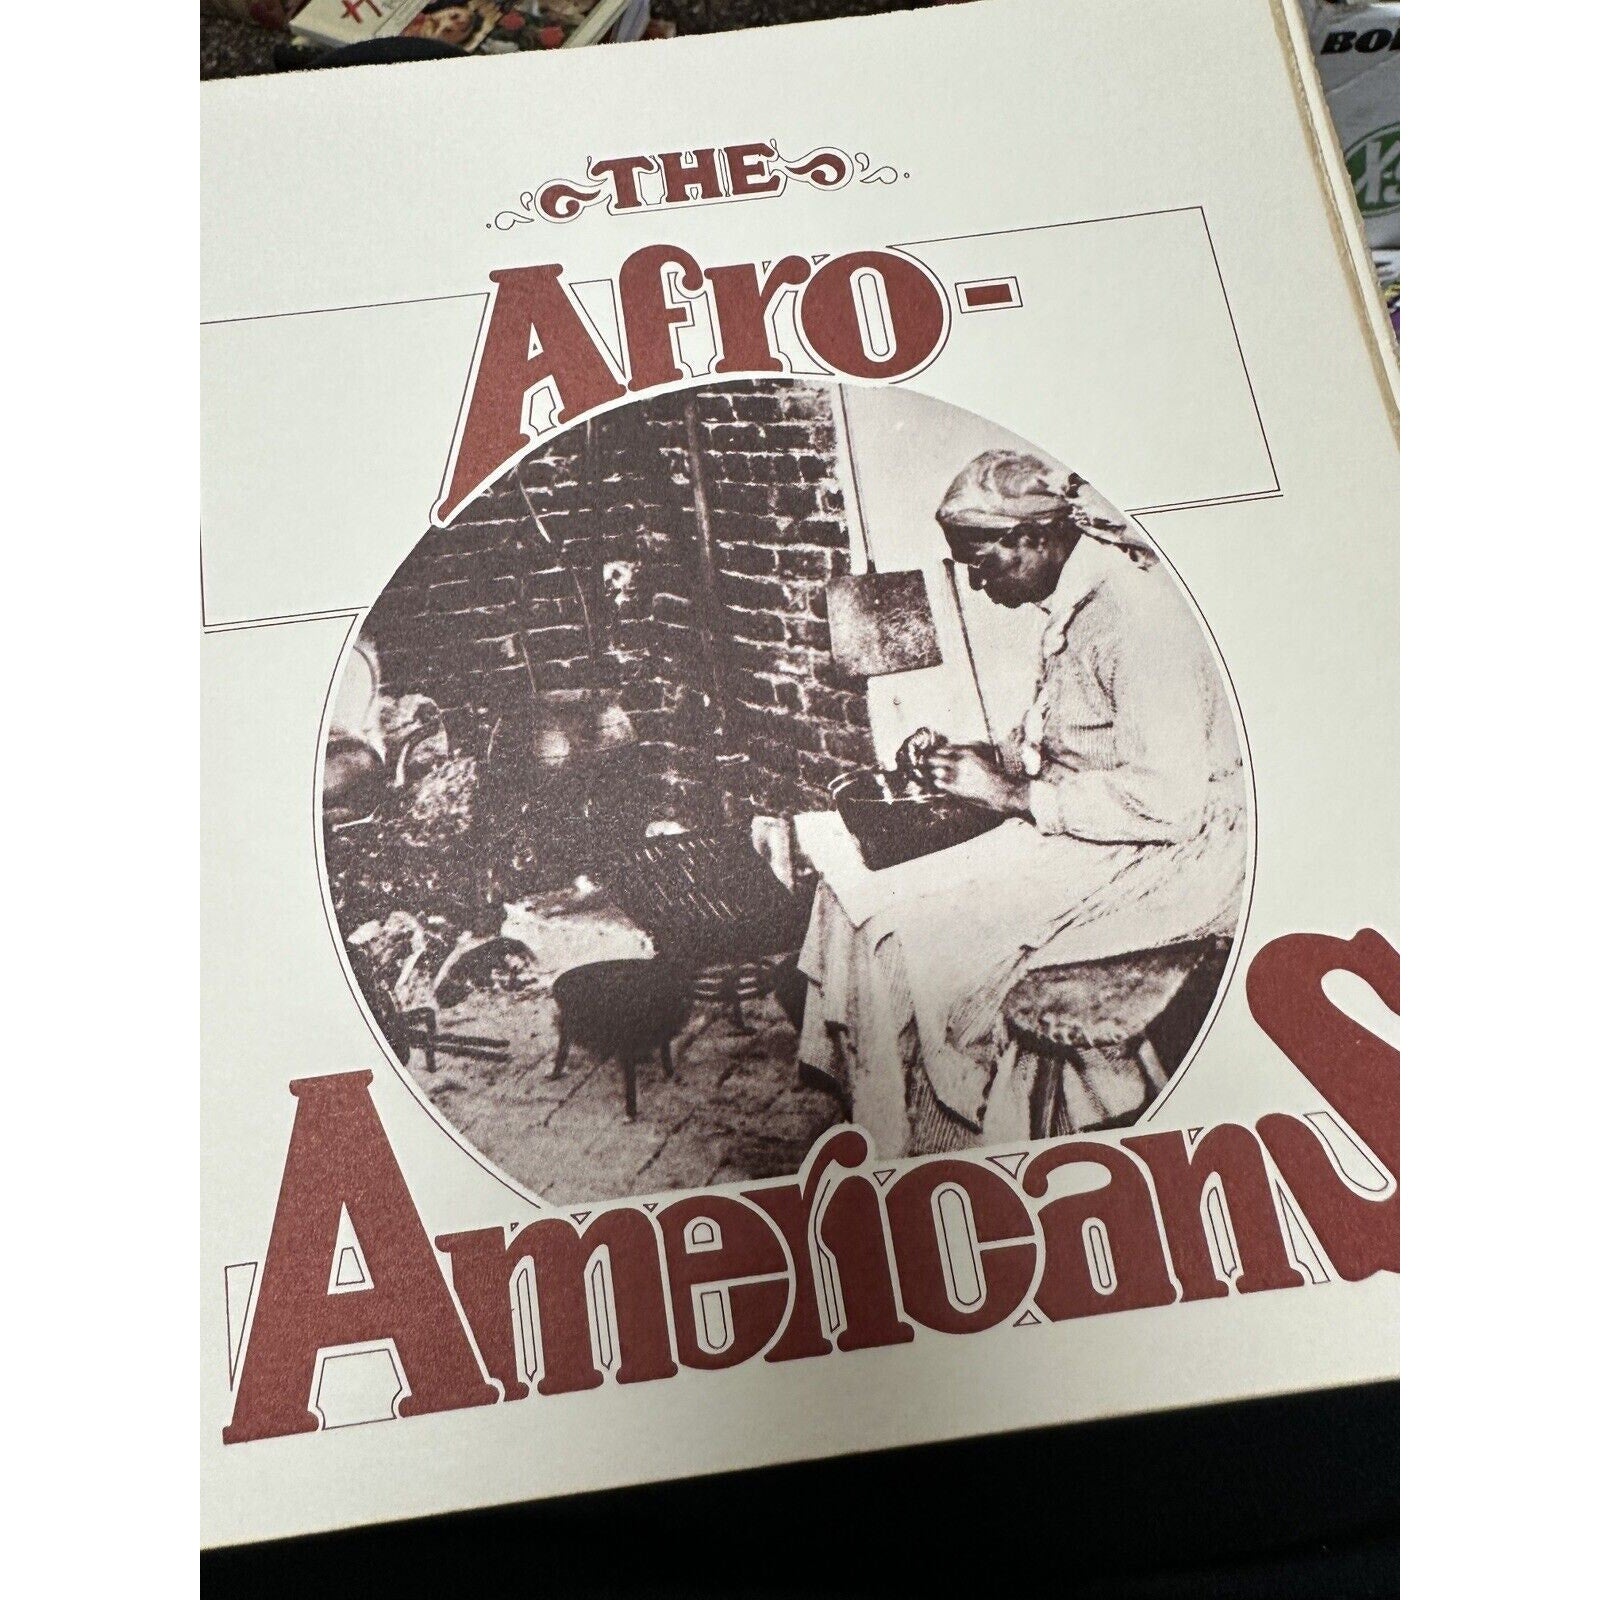 THE
Afro-
Americans